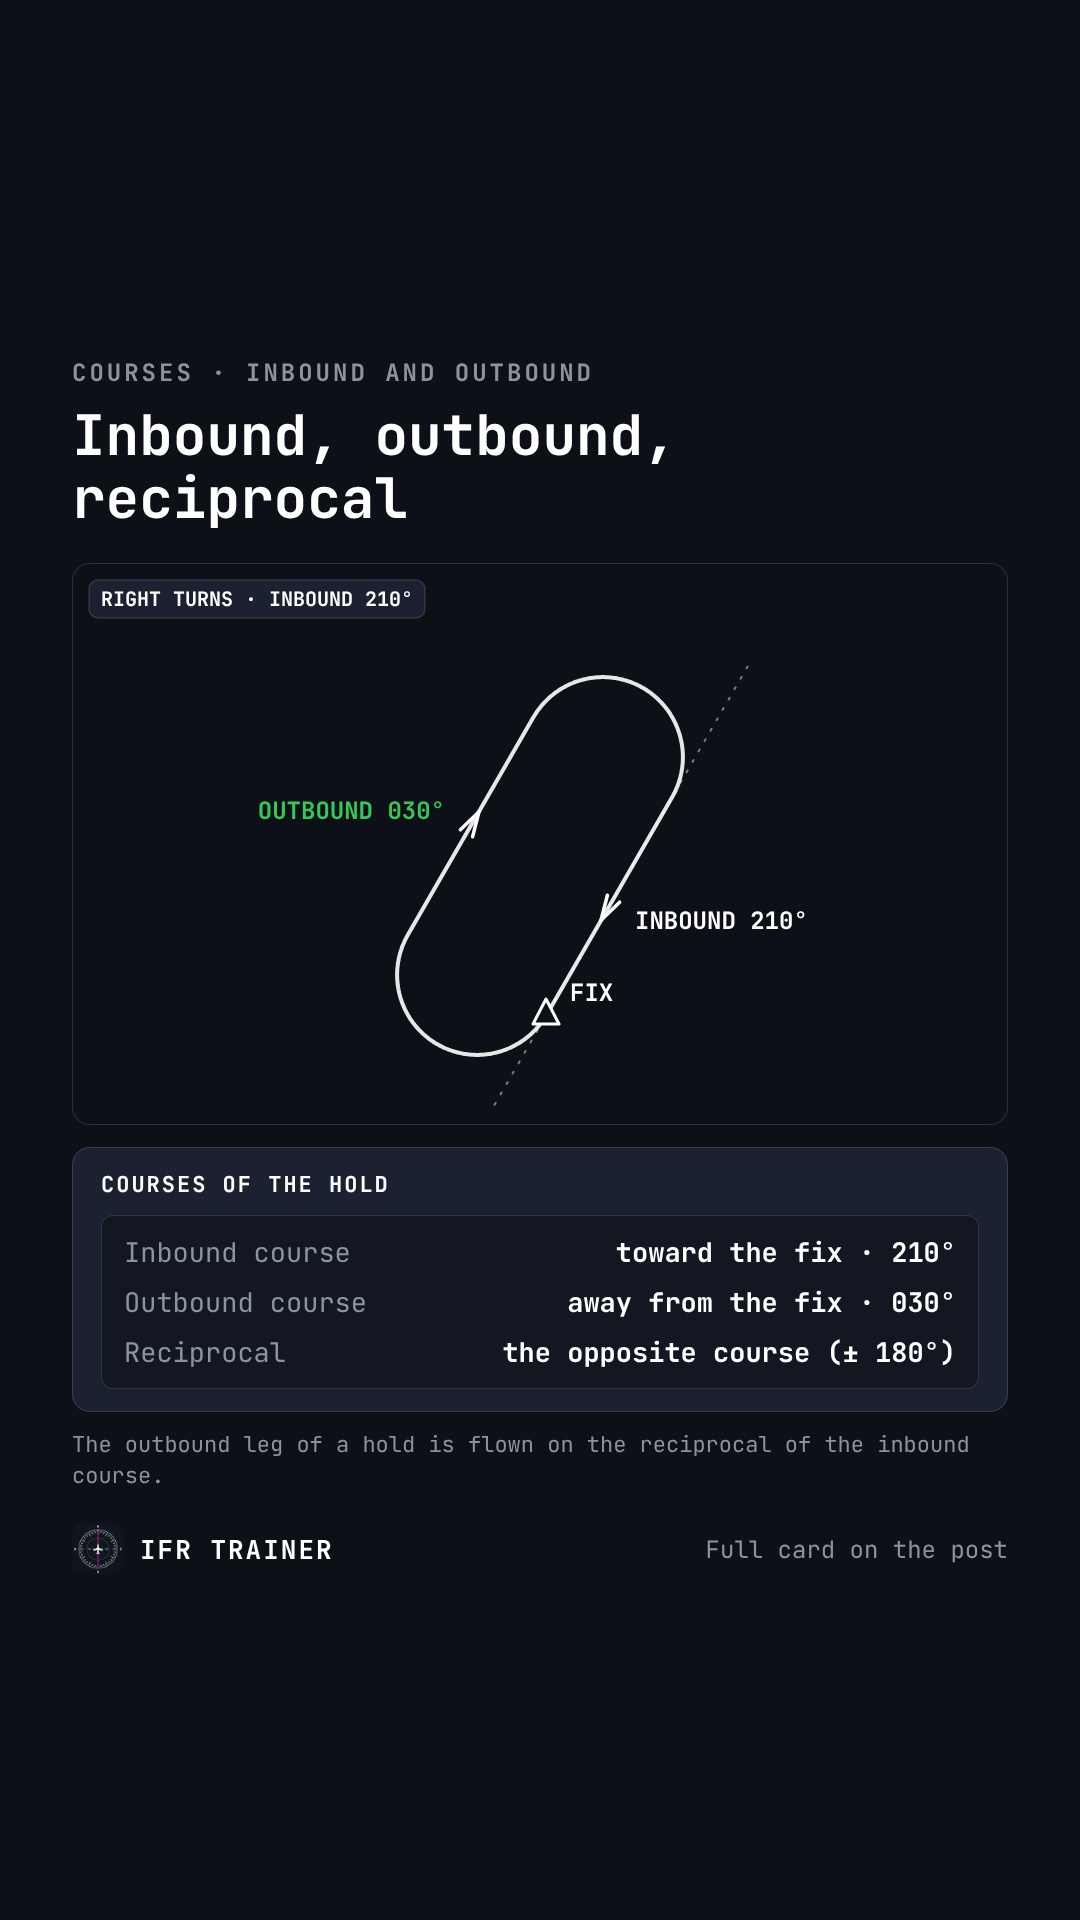 COURSES · INBOUND AND OUTBOUND
Inbound, outbound,
reciprocal
RIGHT TURNS · INBOUND 210°
OUTBOUND 030°
INBOUND 210°
FIX
COURSES OF THE HOLD
Inbound course toward the fix · 210°
Outbound course away from the fix · 030°
Reciprocal the opposite course (± 180°)
The outbound leg of a hold is flown on the reciprocal of the inbound
course.
IFR TRAINER
Full card on the post